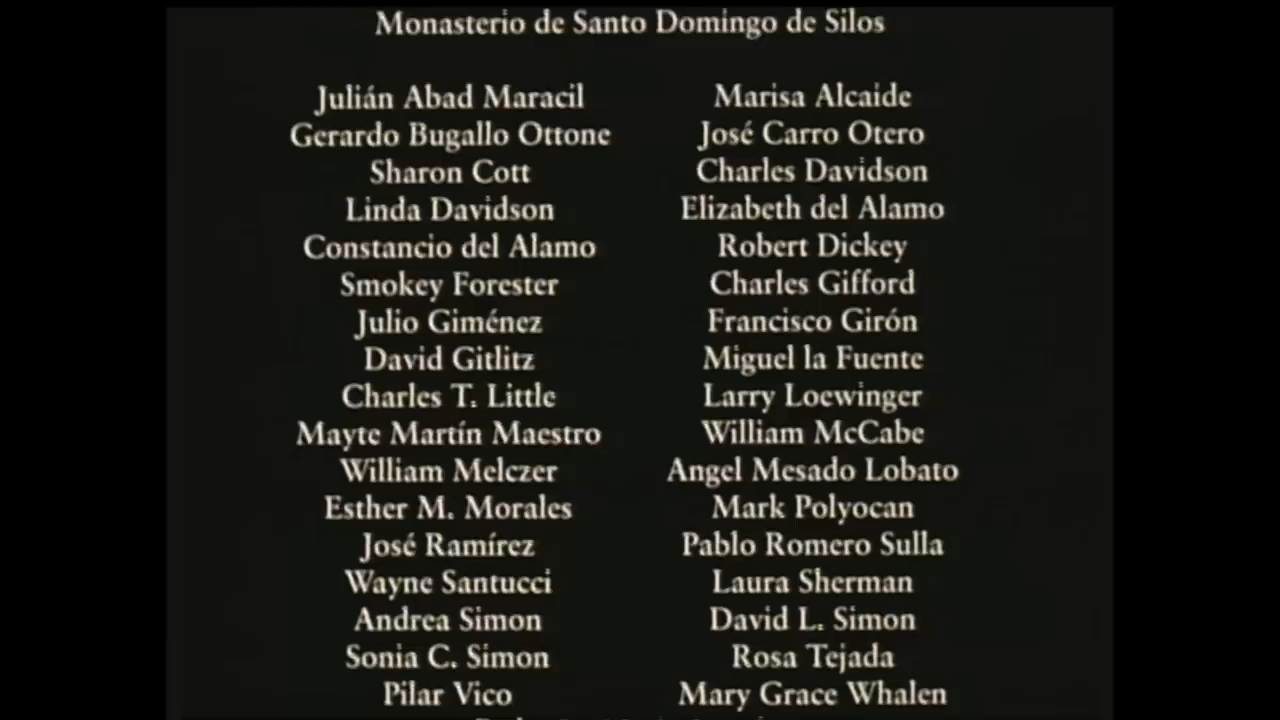 Monasterio de Santo Domingo de Silos
Julián Abad Maracil Marisa Alcaide
Gerardo Bugallo Ottone José Carro Otero
Sharon Cott Charles Davidson
Linda Davidson Elizabeth del Alamo
Constancio del Alamo Robert Dickey
Smokey Forester Charles Gifford
Julio Giménez Francisco Girón
David Gitlitz Miguel la Fuente
Charles T. Little Larry Loewinger
Mayte Martín Maestro William McCabe
William Melczer Angel Mesado Lobato
Esther M. Morales Mark Polyocan
José Ramírez Pablo Romero Sulla
Wayne Santucci Laura Sherman
Andrea Simon David L. Simon
Sonia C. Simon Rosa Tejada
Pilar Vico Mary Grace Whalen